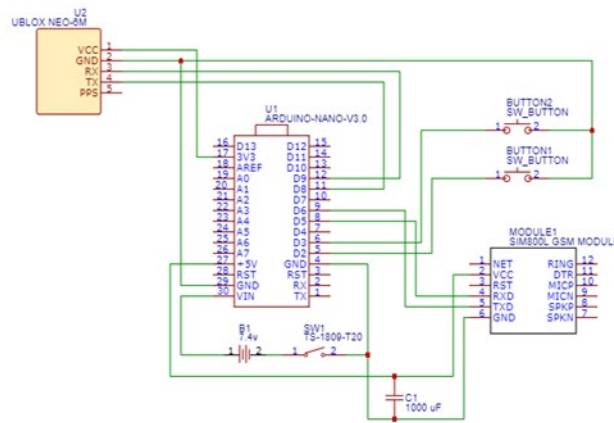 U2
UBLOX NEO-6M
VCC 1
GND 2
RX 3
TX 4
PPS 5
U1
ARDUINO-NANO-V3.0
16 D13 D12 15
17 3V3 D11 14
18 AREF D10 13
19 A0 D9 12
20 A1 D8 11
21 A2 D7 10
22 A3 D6 9
23 A4 D5 8
24 A5 D4 7
25 A6 D3 6
26 A7 D2 5
27 +5V GND 4
28 RST RST 3
29 GND RX 2
30 VIN TX 1
BUTTON2
SW_BUTTON
1 2
BUTTON1
SW_BUTTON
1 2
MODULE1
SIM800L GSM MODUL
1 NET RING 12
2 VCC DTR 11
3 RST MICP 10
4 RXD MICN 9
5 TXD SPKP 8
6 GND SPKN 7
B1
7.4v
1 2
SW1
TS-1809-T20
1 2
C1
1000 uF